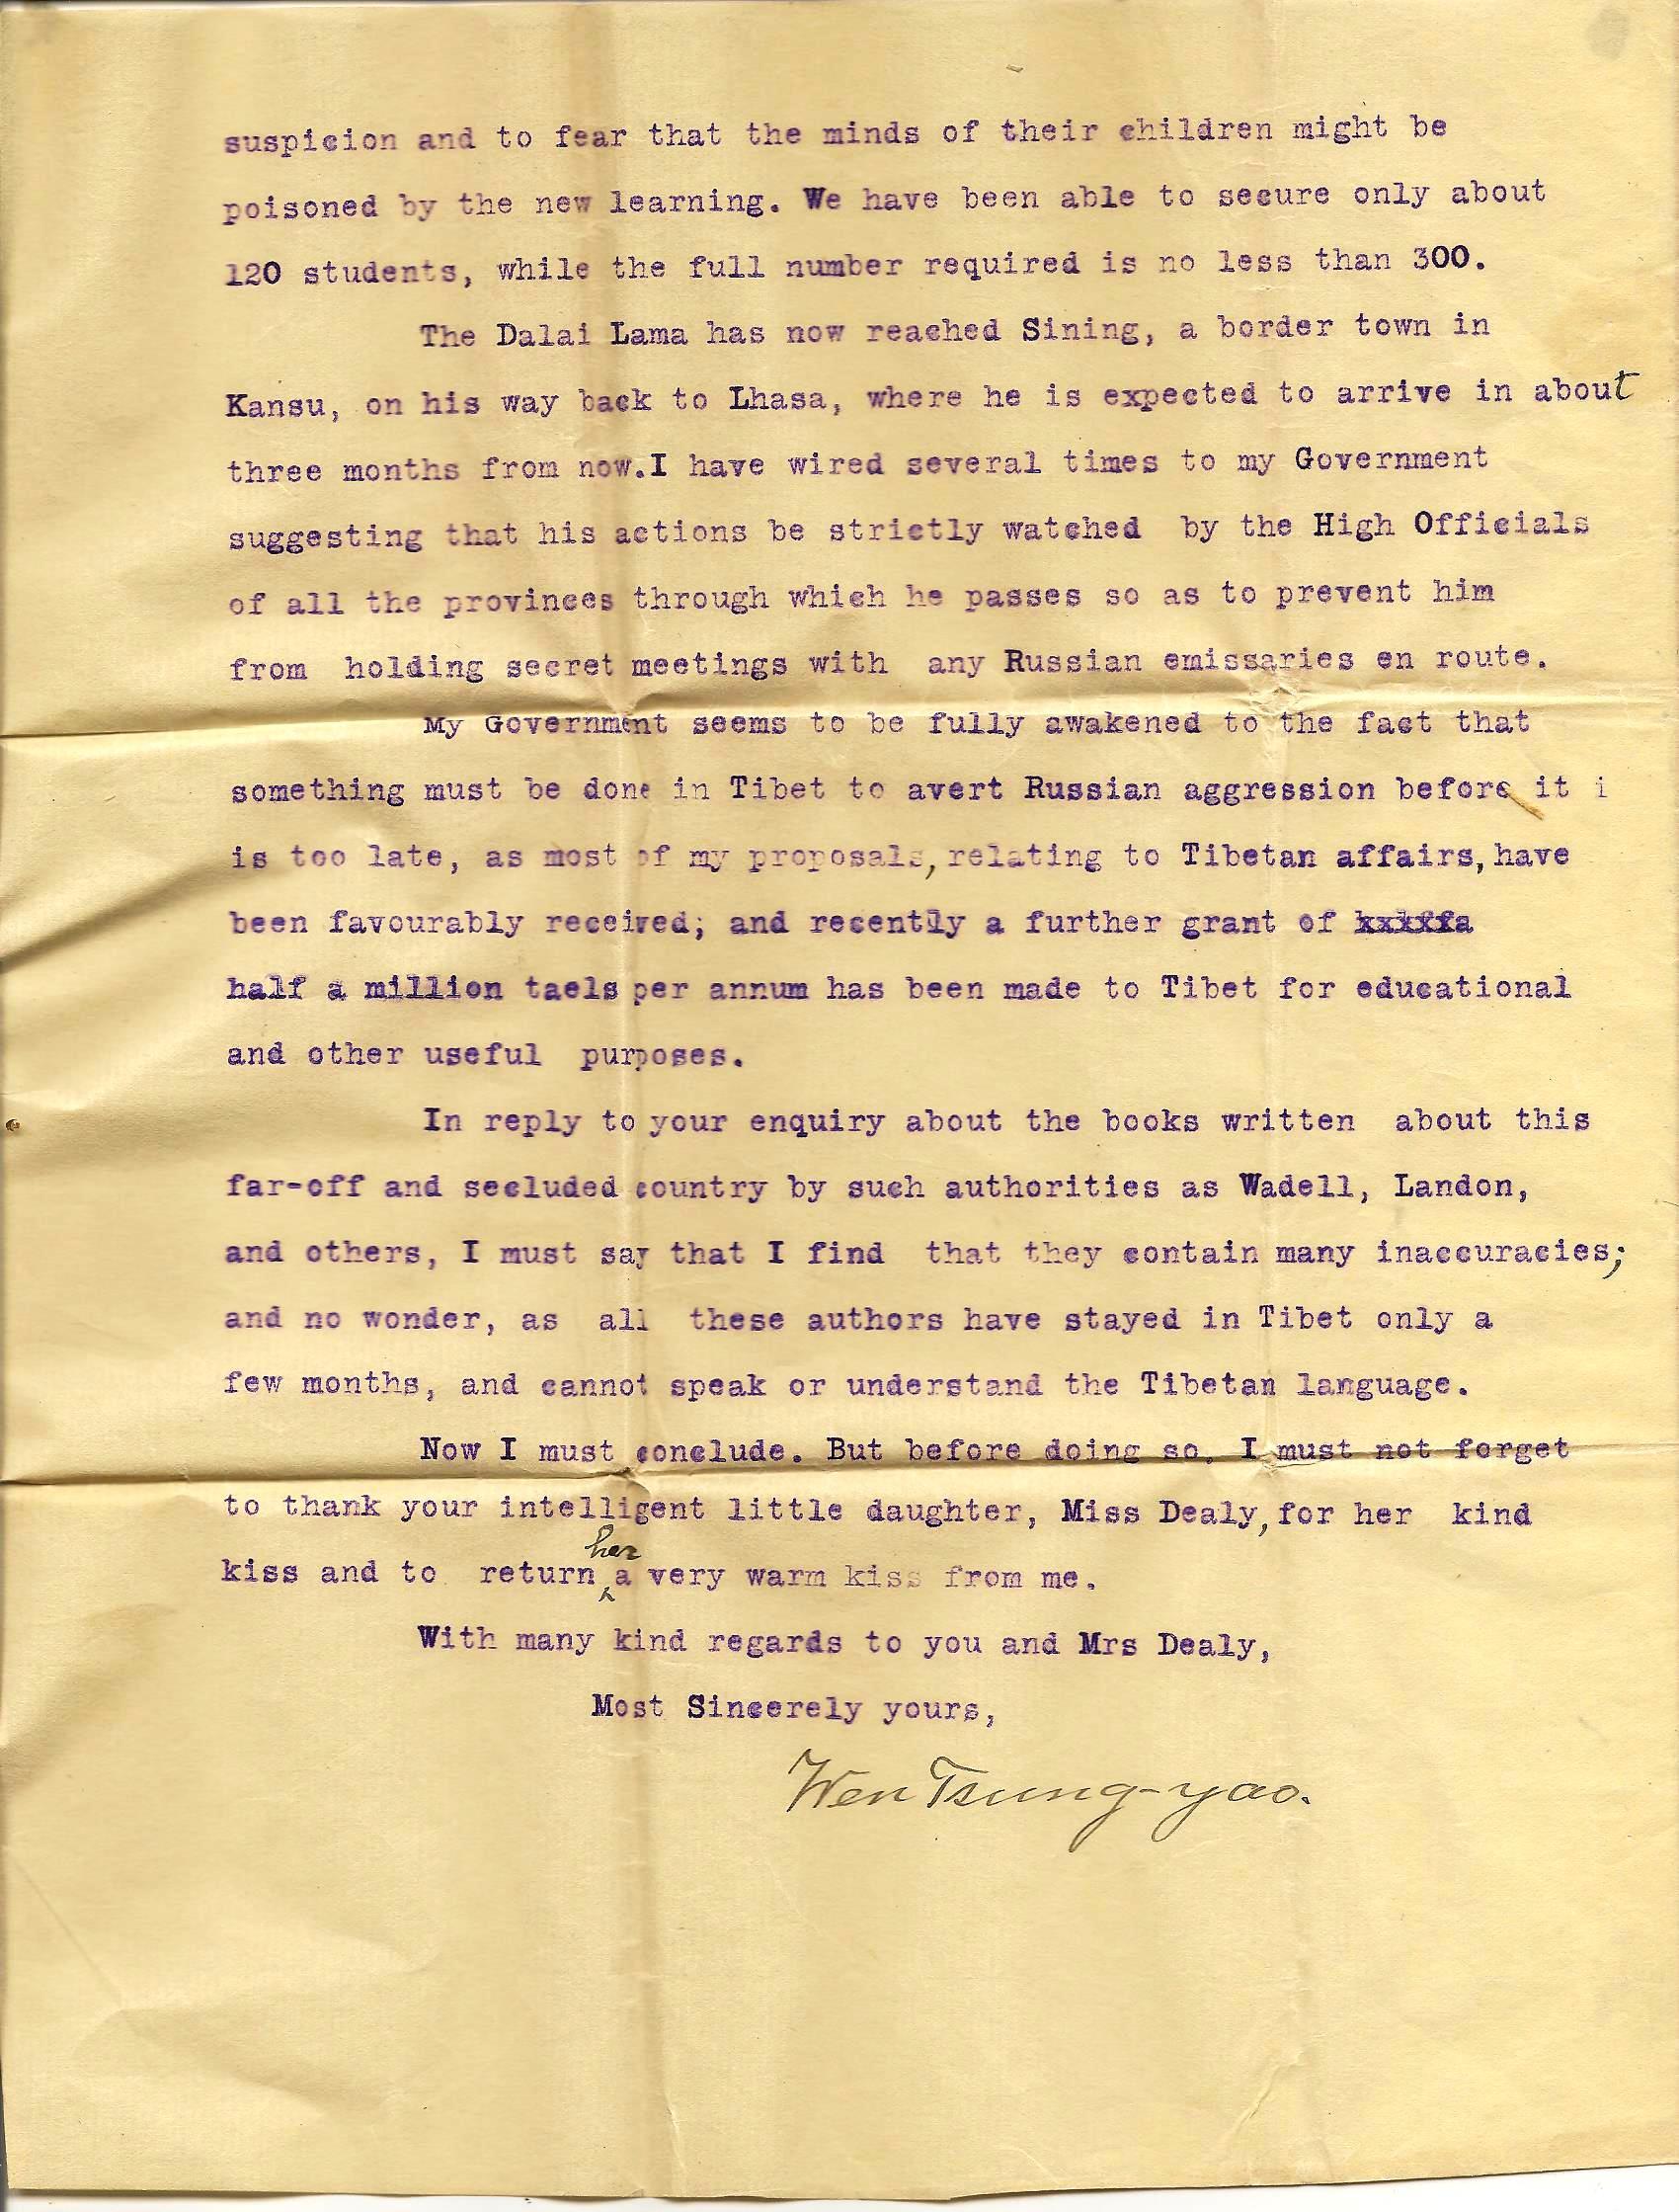 suspicion and to fear that the minds of their children might be
poisoned by the new learning. We have been able to secure only about
120 students, while the full number required is no less than 300.
The Dalai Lama has now reached Sining, a border town in
Kansu, on his way back to Lhasa, where he is expected to arrive in about
three months from now.I have wired several times to my Government
suggesting that his actions be strictly watched by the High Officials
of all the provinces through which he passes so as to prevent him
from holding secret meetings with any Russian emissaries en route.
My Government seems to be fully awakened to the fact that
something must be done in Tibet to avert Russian aggression before it i
is too late, as most of my proposals, relating to Tibetan affairs, have
been favourably received; and recently a further grant of
half a million taels per annum has been made to Tibet for educational
and other useful purposes.
In reply to your enquiry about the books written about this
far-off and secluded country by such authorities as Wadell, Landon,
and others, I must say that I find that they contain many inaccuracies;
and no wonder, as all these authors have stayed in Tibet only a
few months, and cannot speak or understand the Tibetan language.
Now I must conclude. But before doing so, I must not forget
to thank your intelligent little daughter, Miss Dealy, for her kind
kiss and to return her a very warm kiss from me.
With many kind regards to you and Mrs Dealy,
Most Sincerely yours,
Wen Tsung-yao.